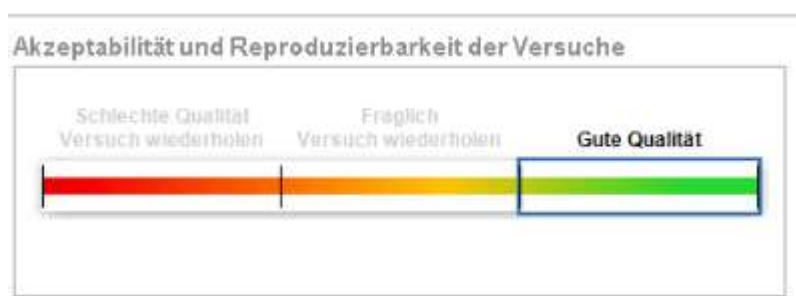 Akzeptabilität und Reproduzierbarkeit der Versuche
Schlechte Qualität
Versuch wiederholen
Fraglich
Versuch wiederholen
Gute Qualität